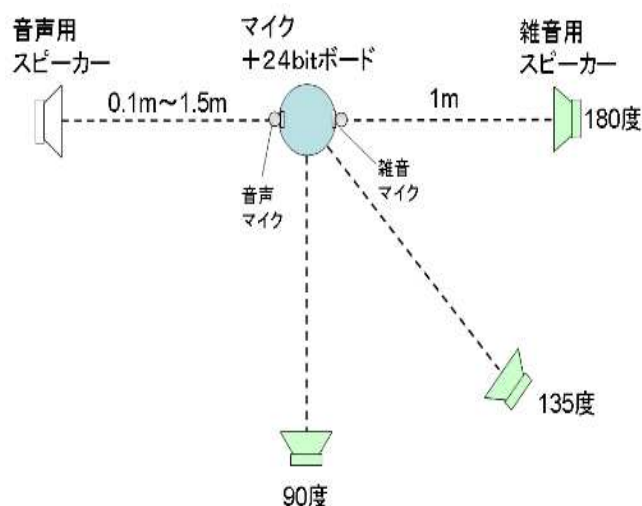 音声用
スピーカー
マイク
＋24bitボード
雑音用
スピーカー
0.1m～1.5m
1m
180度
音声
マイク
雑音
マイク
135度
90度